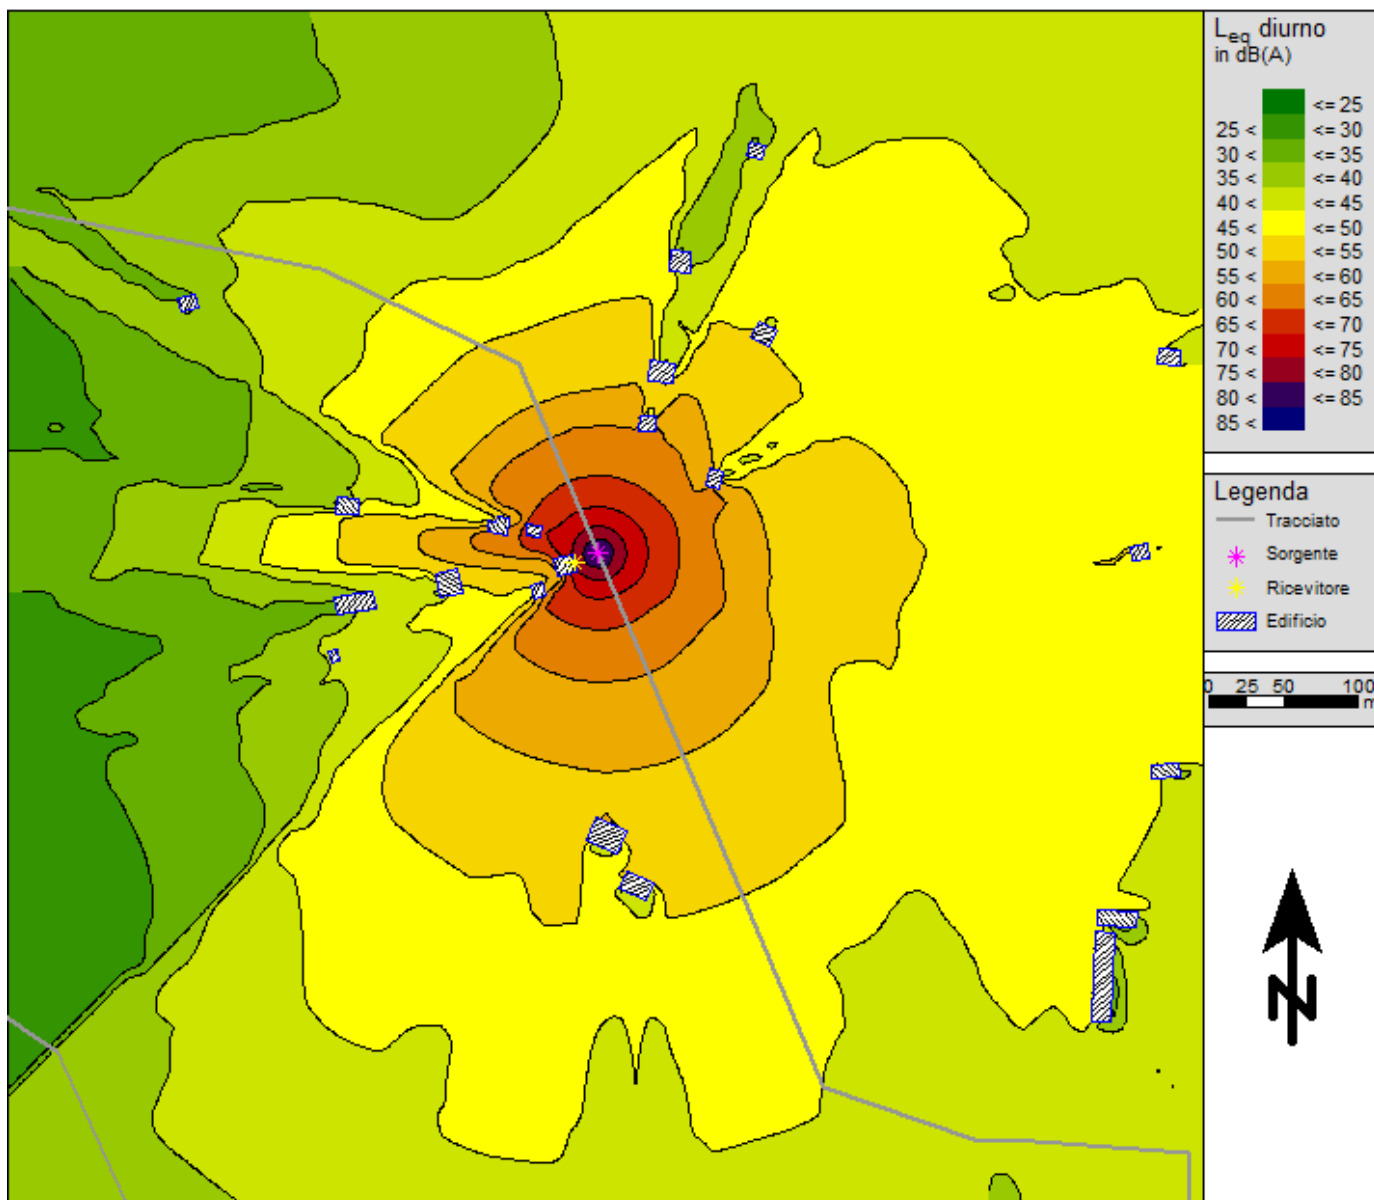 Leq diurno
in dB(A)
<= 25
25 < <= 30
30 < <= 35
35 < <= 40
40 < <= 45
45 < <= 50
50 < <= 55
55 < <= 60
60 < <= 65
65 < <= 70
70 < <= 75
75 < <= 80
80 < <= 85
85 <
Legenda
Tracciato
Sorgente
Ricevitore
Edificio
0 25 50 100
m
N